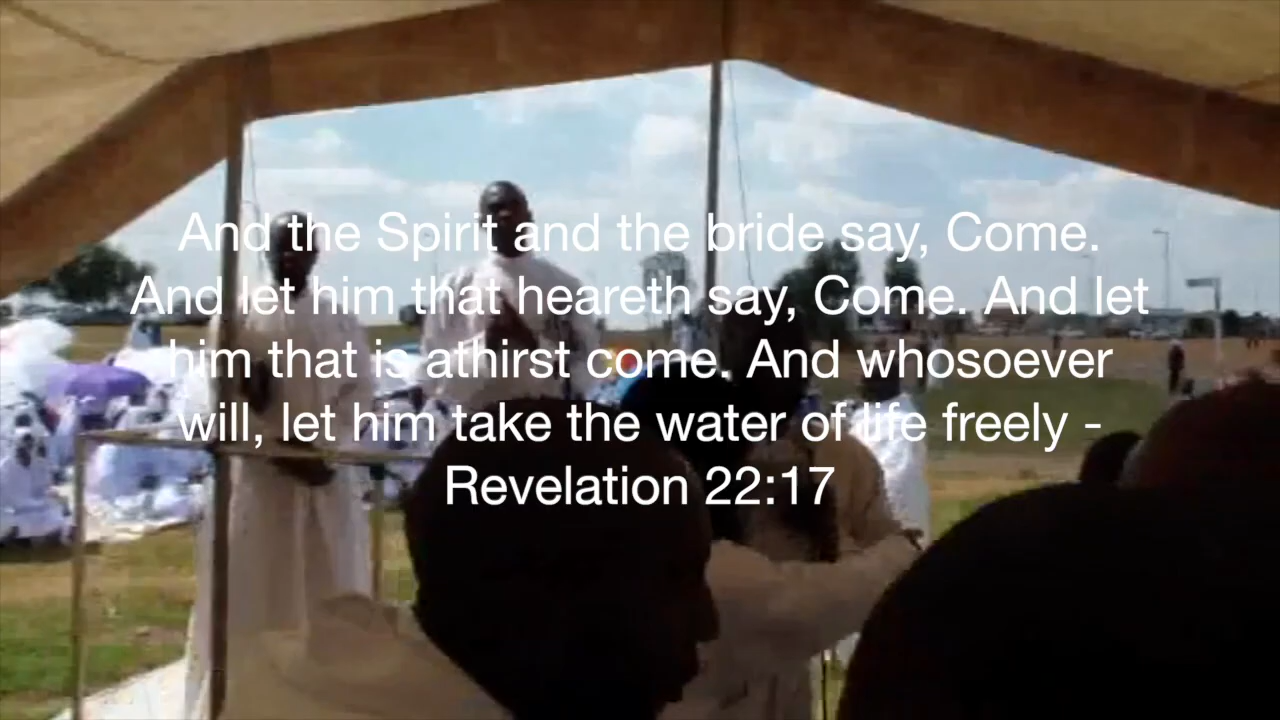 And the Spirit and the bride say, Come.
And let him that heareth say, Come. And let
him that is athirst come. And whosoever
will, let him take the water of life freely -
Revelation 22:17